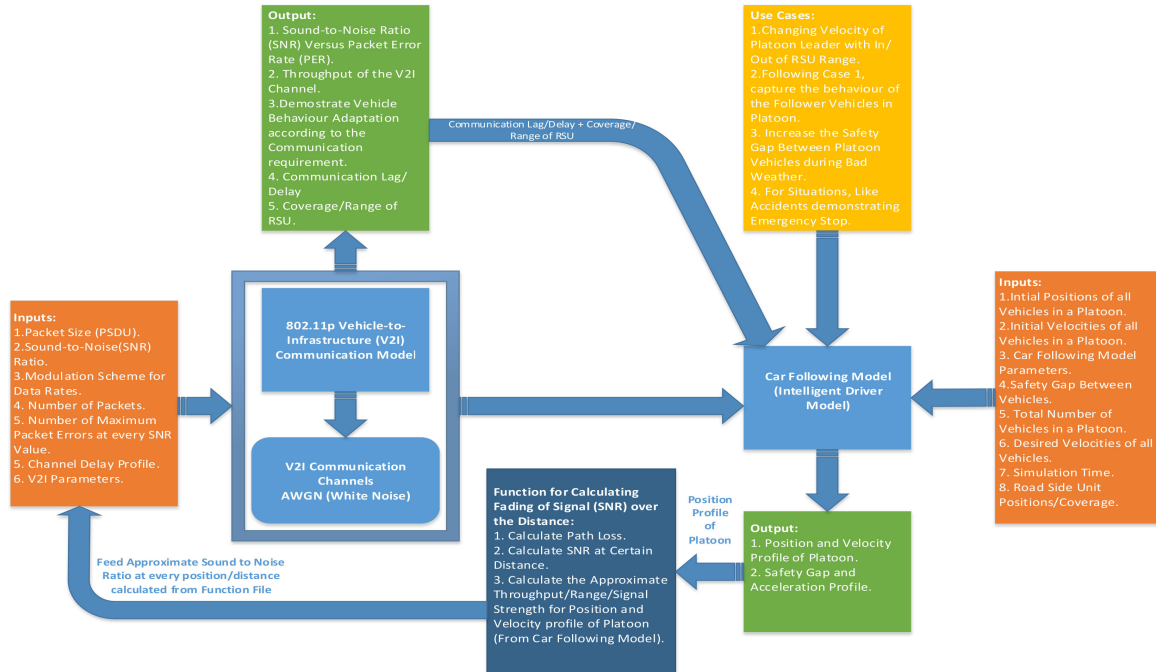 Output:
1. Sound-to-Noise Ratio
(SNR) Versus Packet Error
Rate (PER).
2. Throughput of the V2I
Channel.
3.Demostrate Vehicle
Behaviour Adaptation
according to the
Communication
requirement.
4. Communication Lag/
Delay
5. Coverage/Range of
RSU.
Communication Lag/Delay + Coverage/
Range of RSU
Use Cases:
1.Changing Velocity of
Platoon Leader with In/
Out of RSU Range.
2.Following Case 1,
capture the behaviour of
the Follower Vehicles in
Platoon.
3. Increase the Safety
Gap Between Platoon
Vehicles during Bad
Weather.
4. For Situations, Like
Accidents demonstrating
Emergency Stop.
Inputs:
1.Packet Size (PSDU).
2.Sound-to-Noise(SNR)
Ratio.
3.Modulation Scheme for
Data Rates.
4. Number of Packets.
5. Number of Maximum
Packet Errors at every SNR
Value.
5. Channel Delay Profile.
6. V2I Parameters.
802.11p Vehicle-to-
Infrastructure (V2I)
Communication Model
V2I Communication
Channels
AWGN (White Noise)
Car Following Model
(Intelligent Driver
Model)
Inputs:
1.Intial Positions of all
Vehicles in a Platoon.
2.Initial Velocities of all
Vehicles in a Platoon.
3. Car Following Model
Parameters.
4.Safety Gap Between
Vehicles.
5. Total Number of
Vehicles in a Platoon.
6. Desired Velocities of all
Vehicles.
7. Simulation Time.
8. Road Side Unit
Positions/Coverage.
Function for Calculating
Fading of Signal (SNR) over
the Distance:
1. Calculate Path Loss.
2. Calculate SNR at Certain
Distance.
3. Calculate the Approximate
Throughput/Range/Signal
Strength for Position and
Velocity profile of Platoon
(From Car Following Model).
Position
Profile
of
Platoon
Output:
1. Position and Velocity
Profile of Platoon.
2. Safety Gap and
Acceleration Profile.
Feed Approximate Sound to Noise
Ratio at every position/distance
calculated from Function File